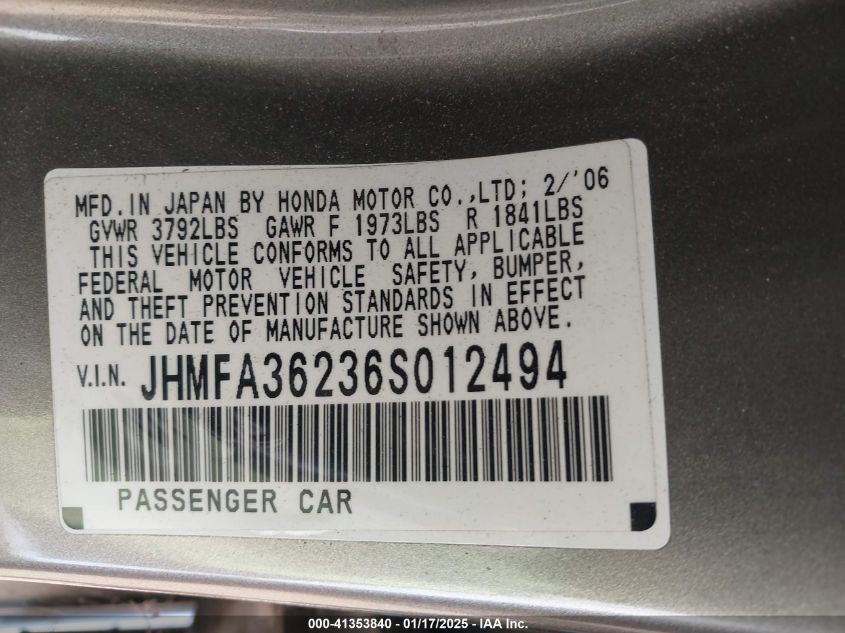 MFD.IN JAPAN BY HONDA MOTOR CO.,LTD; 2/'06
GVWR 3792LBS GAWR F 1973LBS R 1841LBS
THIS VEHICLE CONFORMS TO ALL APPLICABLE
FEDERAL MOTOR VEHICLE SAFETY, BUMPER,
AND THEFT PREVENTION STANDARDS IN EFFECT
ON THE DATE OF MANUFACTURE SHOWN ABOVE.
V.I.N. JHMFA36236S012494
PASSENGER CAR
000-41353840 - 01/17/2025 - IAA Inc.